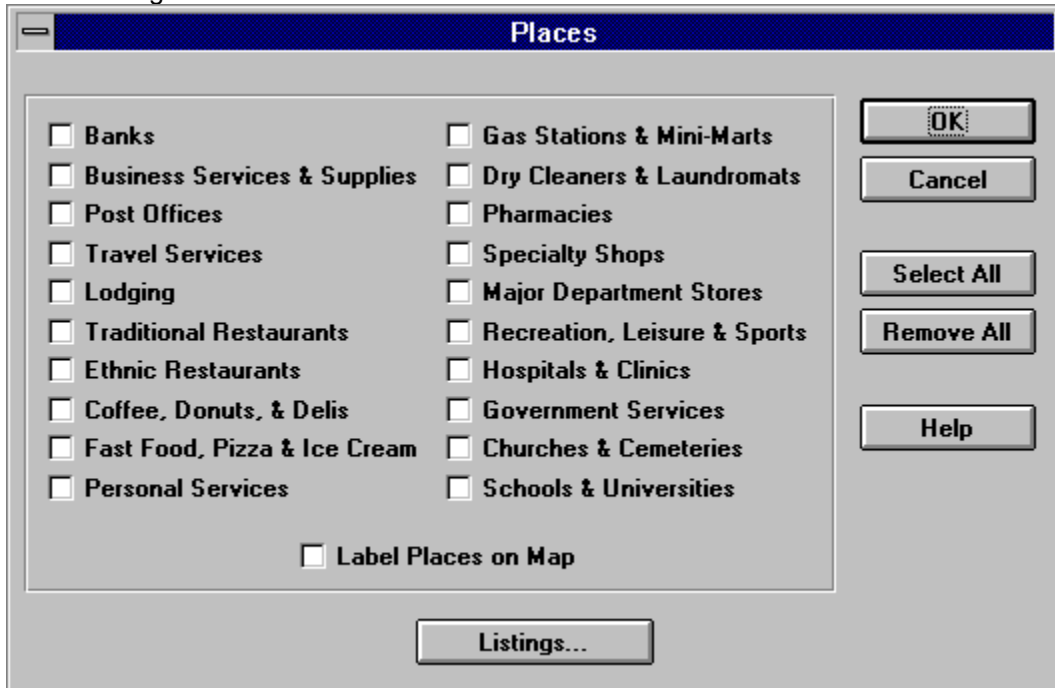 Places
Banks
Business Services & Supplies
Post Offices
Travel Services
Lodging
Traditional Restaurants
Ethnic Restaurants
Coffee, Donuts, & Delis
Fast Food, Pizza & Ice Cream
Personal Services
Gas Stations & Mini-Marts
Dry Cleaners & Laundromats
Pharmacies
Specialty Shops
Major Department Stores
Recreation, Leisure & Sports
Hospitals & Clinics
Government Services
Churches & Cemeteries
Schools & Universities
Label Places on Map
Listings...
OK
Cancel
Select All
Remove All
Help